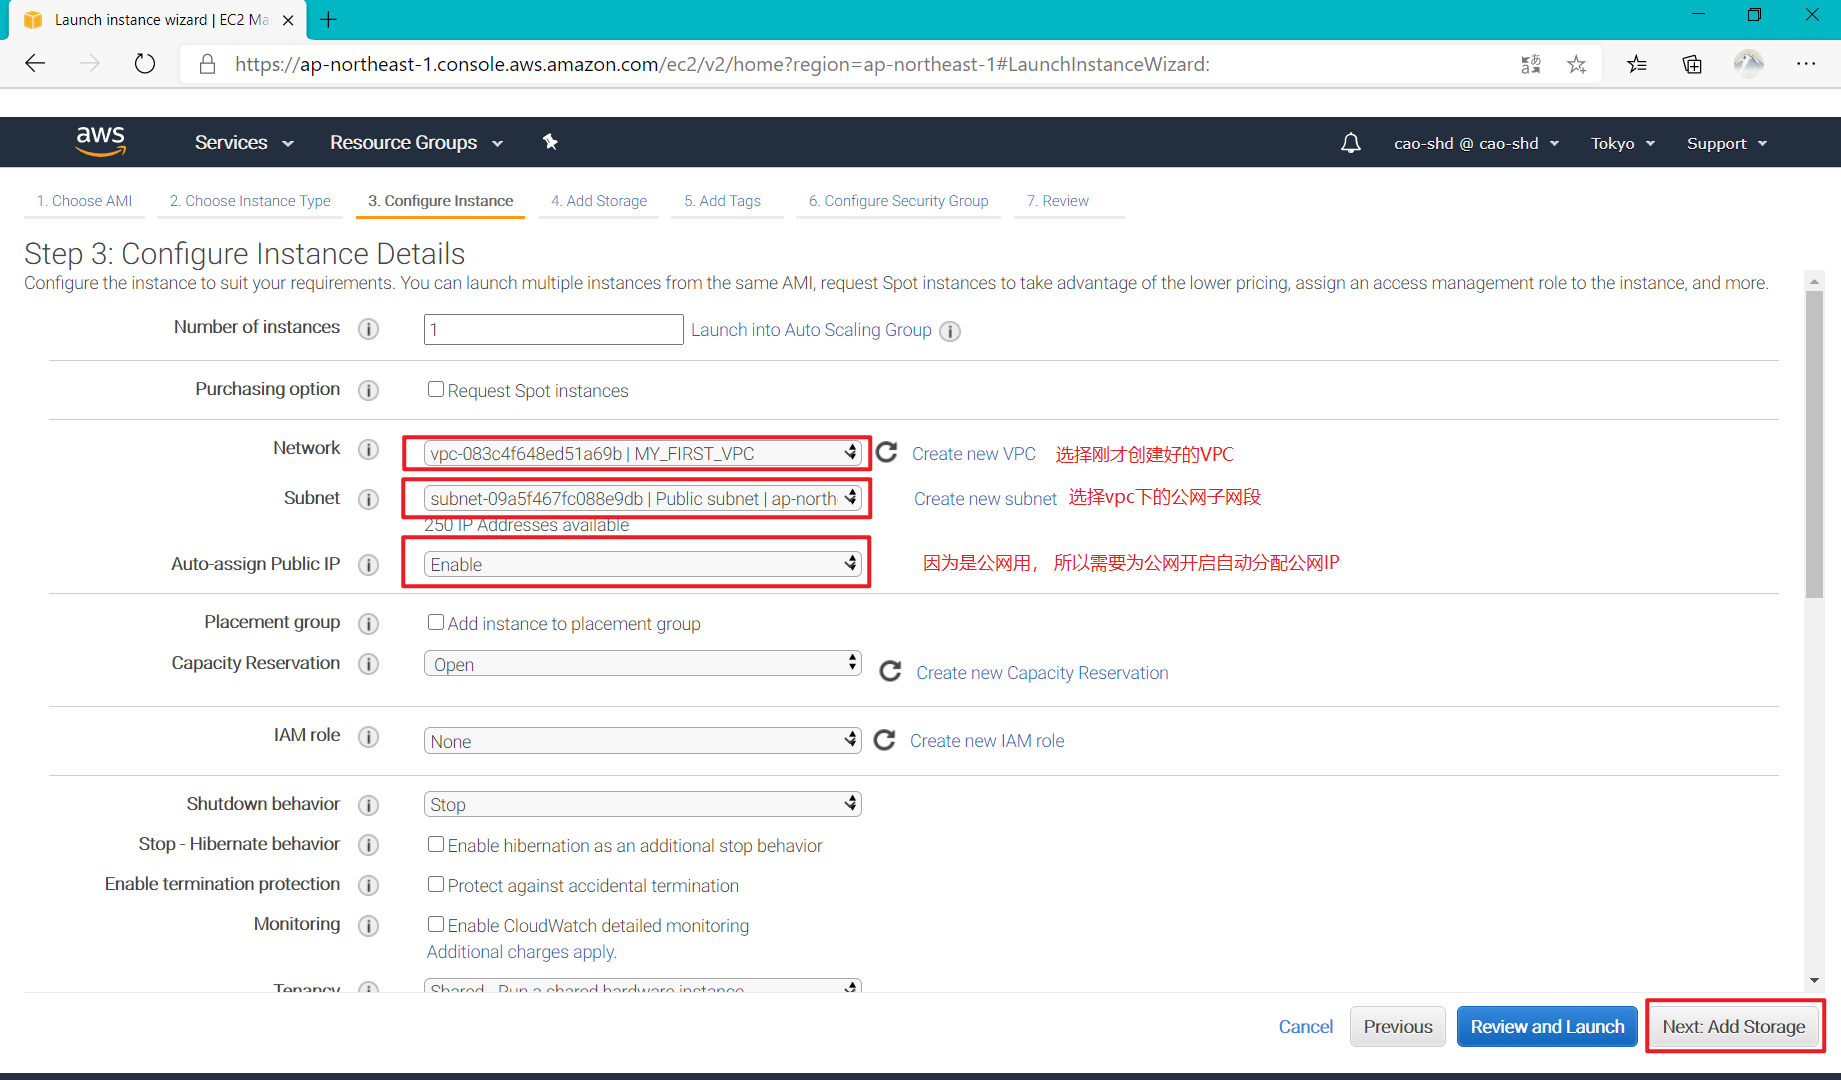 Launch instance wizard | EC2 Ma
https://ap-northeast-1.console.aws.amazon.com/ec2/v2/home?region=ap-northeast-1#LaunchInstanceWizard:
aws Services Resource Groups cao-shd @ cao-shd Tokyo Support
1. Choose AMI 2. Choose Instance Type 3. Configure Instance 4. Add Storage 5. Add Tags 6. Configure Security Group 7. Review
Step 3: Configure Instance Details
Configure the instance to suit your requirements. You can launch multiple instances from the same AMI, request Spot instances to take advantage of the lower pricing, assign an access management role to the instance, and more.
Number of instances 1 Launch into Auto Scaling Group
Purchasing option Request Spot instances
Network vpc-083c4f648ed51a69b | MY_FIRST_VPC Create new VPC 选择刚才创建好的VPC
Subnet subnet-09a5f467fc088e9db | Public subnet | ap-north Create new subnet 选择vpc下的公网子网段
250 IP Addresses available
Auto-assign Public IP Enable 因为是公网用， 所以需要为公网开启自动分配公网IP
Placement group Add instance to placement group
Capacity Reservation Open Create new Capacity Reservation
IAM role None Create new IAM role
Shutdown behavior Stop
Stop - Hibernate behavior Enable hibernation as an additional stop behavior
Enable termination protection Protect against accidental termination
Monitoring Enable CloudWatch detailed monitoring
Additional charges apply.
Tenancy Shared - Run a shared hardware instance
Cancel Previous Review and Launch Next: Add Storage